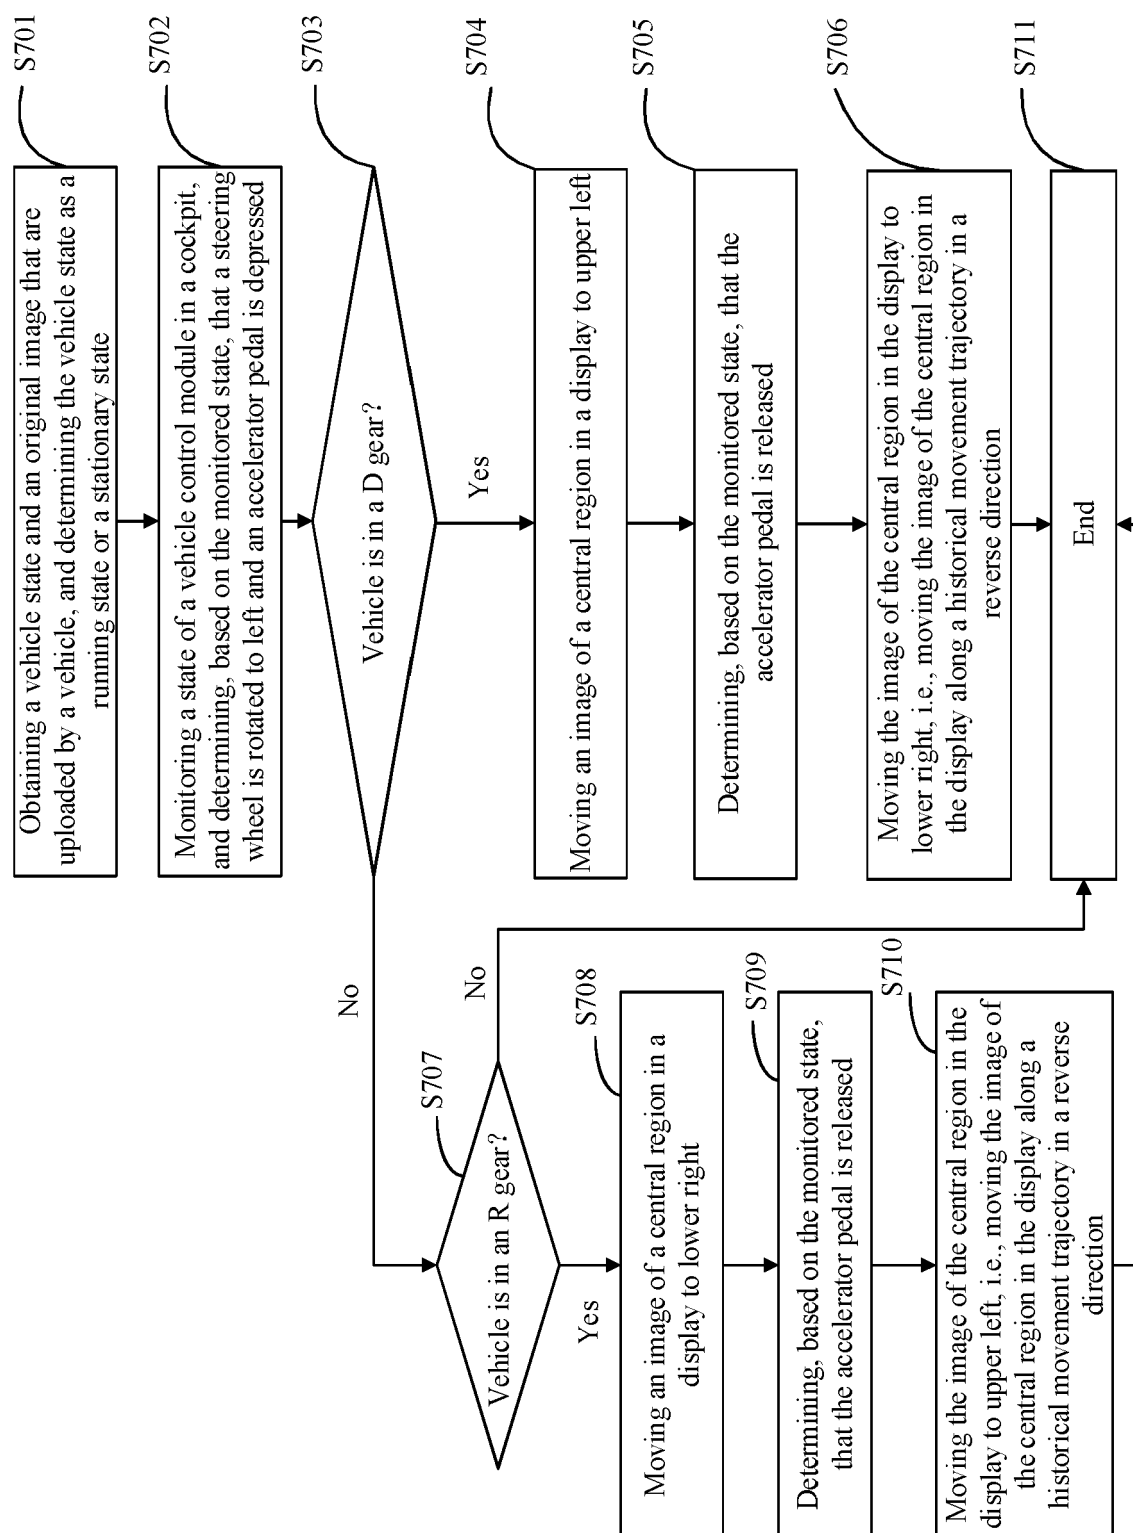 S701
Obtaining a vehicle state and an original image that are
uploaded by a vehicle, and determining the vehicle state as a
running state or a stationary state
S702
Monitoring a state of a vehicle control module in a cockpit,
and determining, based on the monitored state, that a steering
wheel is rotated to left and an accelerator pedal is depressed
S703
Vehicle is in a D gear?
Yes
No
S704
Moving an image of a central region in a display to upper left
S705
Determining, based on the monitored state, that the
accelerator pedal is released
S706
Moving the image of the central region in the display to
lower right, i.e., moving the image of the central region in
the display along a historical movement trajectory in a
reverse direction
S707
Vehicle is in an R gear?
No
Yes
S708
Moving an image of a central region in a
display to lower right
S709
Determining, based on the monitored state,
that the accelerator pedal is released
S710
Moving the image of the central region in the
display to upper left, i.e., moving the image of
the central region in the display along a
historical movement trajectory in a reverse
direction
S711
End